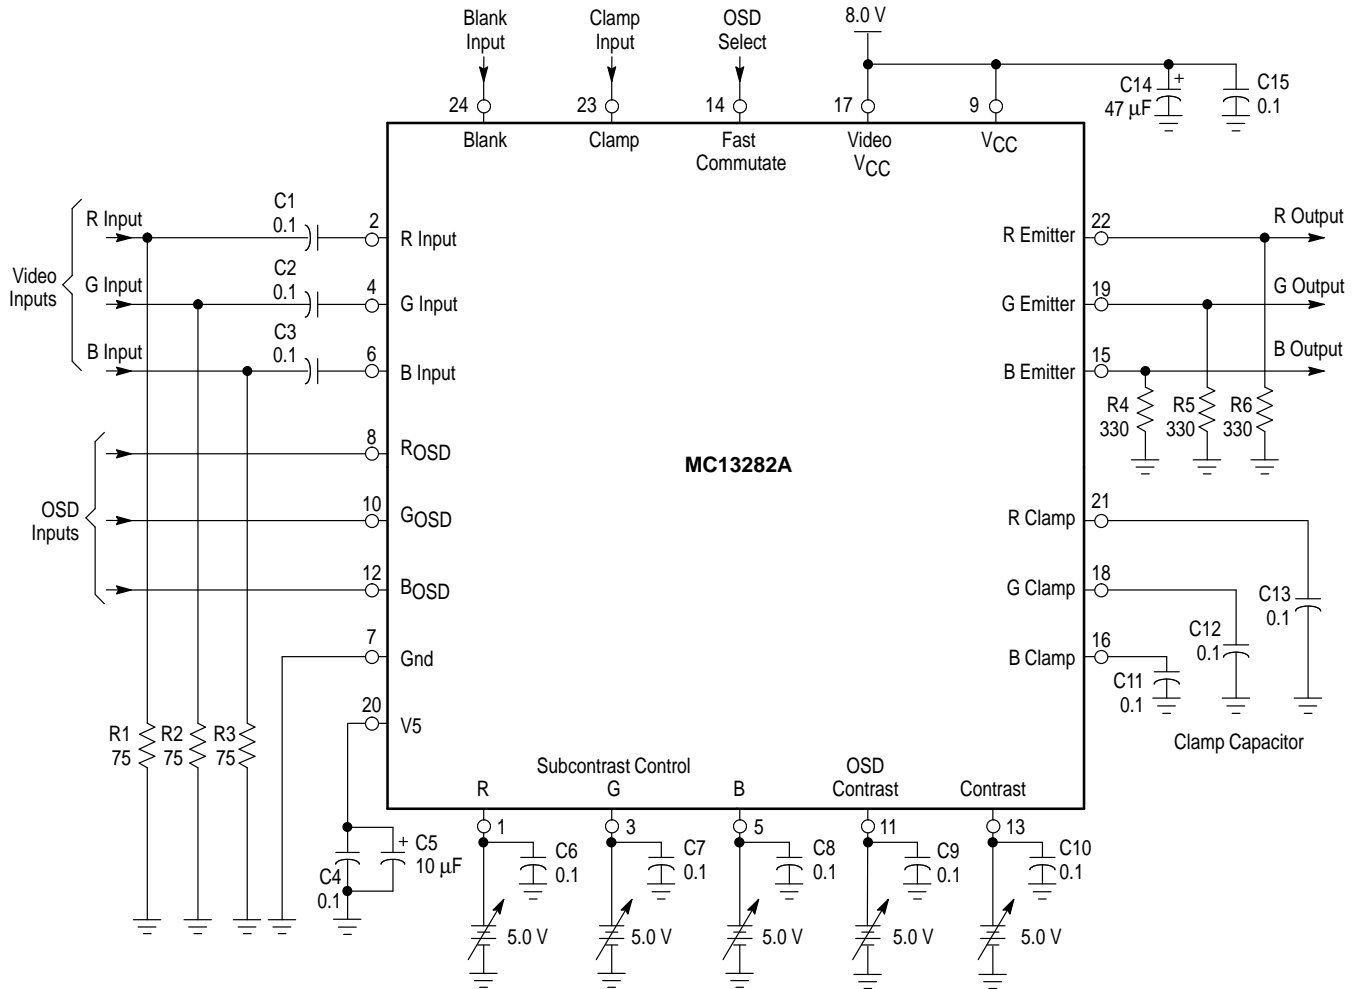 Blank
Input
Clamp
Input
OSD
Select
8.0 V
24
23
14
17
9
C14
47 µF
+
C15
0.1
Blank
Clamp
Fast
Commutate
Video
VCC
VCC
Video
Inputs
R Input
C1
0.1
2
R Input
G Input
C2
0.1
4
G Input
B Input
C3
0.1
6
B Input
R Emitter
22
R Output
G Emitter
19
G Output
B Emitter
15
B Output
R4
330
R5
330
R6
330
OSD
Inputs
8
ROSD
10
GOSD
12
BOSD
7
Gnd
20
V5
MC13282A
R Clamp
21
G Clamp
18
B Clamp
16
C13
0.1
C12
0.1
C11
0.1
Clamp Capacitor
R1
75
R2
75
R3
75
Subcontrast Control
R
G
B
OSD
Contrast
Contrast
1
3
5
11
13
C4
0.1
+
C5
10 µF
C6
0.1
C7
0.1
C8
0.1
C9
0.1
C10
0.1
5.0 V
5.0 V
5.0 V
5.0 V
5.0 V